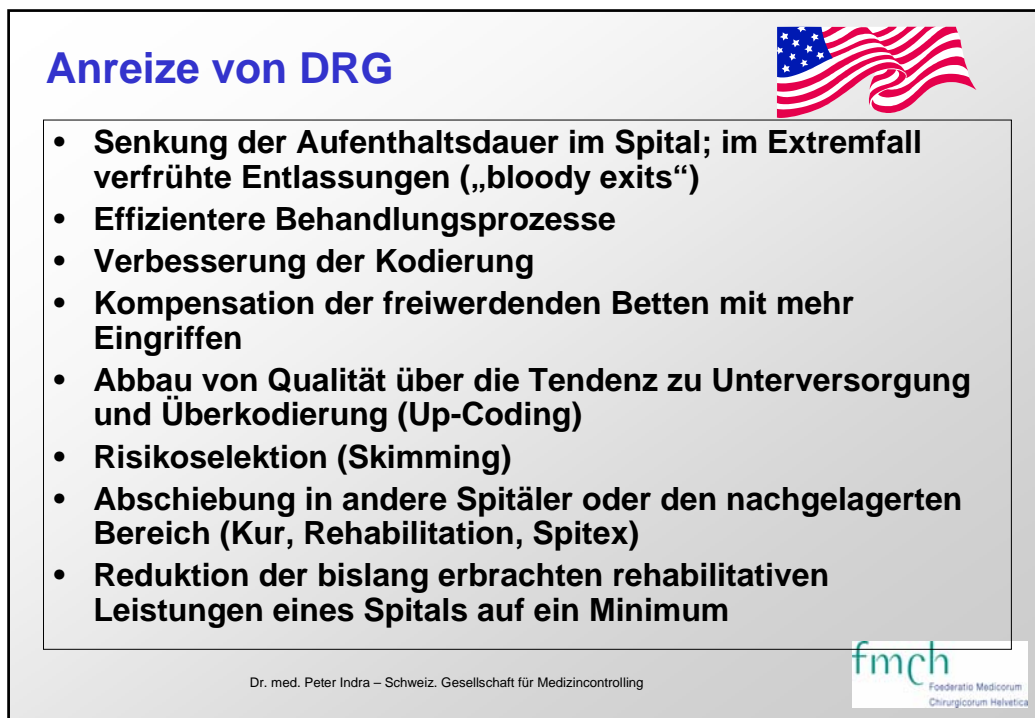 Anreize von DRG
• Senkung der Aufenthaltsdauer im Spital; im Extremfall
verfrühte Entlassungen („bloody exits“)
• Effizientere Behandlungsprozesse
• Verbesserung der Kodierung
• Kompensation der freiwerdenden Betten mit mehr
Eingriffen
• Abbau von Qualität über die Tendenz zu Unterversorgung
und Überkodierung (Up-Coding)
• Risikoselektion (Skimming)
• Abschiebung in andere Spitäler oder den nachgelagerten
Bereich (Kur, Rehabilitation, Spitex)
• Reduktion der bislang erbrachten rehabilitativen
Leistungen eines Spitals auf ein Minimum
Dr. med. Peter Indra – Schweiz. Gesellschaft für Medizincontrolling
fmch
Foederatio Medicorum
Chirurgicorum Helvetica